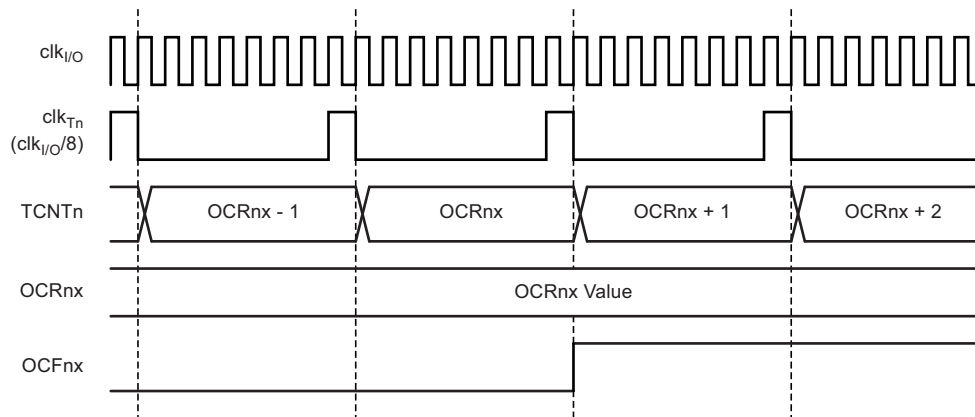 clkI/O
clkTn
(clkI/O/8)
TCNTn
OCRnx - 1
OCRnx
OCRnx + 1
OCRnx + 2
OCRnx
OCRnx Value
OCFnx